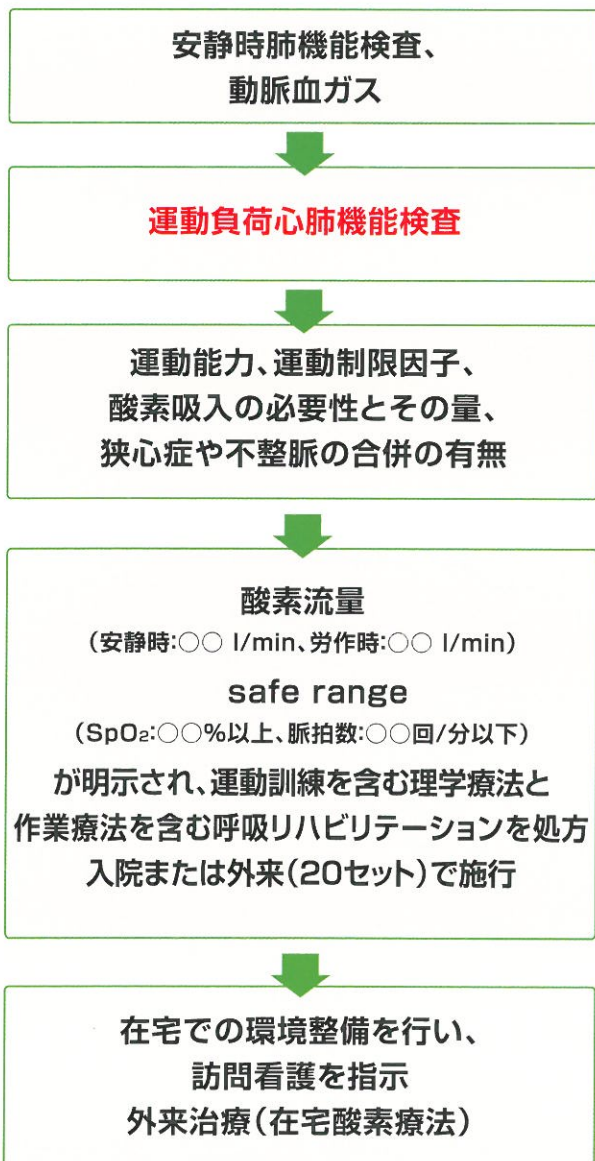 安静時肺機能検査、
動脈血ガス
運動負荷心肺機能検査
運動能力、運動制限因子、
酸素吸入の必要性とその量、
狭心症や不整脈の合併の有無
酸素流量
（安静時:○○ l/min、労作時:○○ l/min）
safe range
（SpO₂:○○%以上、脈拍数:○○回/分以下）
が明示され、運動訓練を含む理学療法と
作業療法を含む呼吸リハビリテーションを処方
入院または外来（20セット）で施行
在宅での環境整備を行い、
訪問看護を指示
外来治療（在宅酸素療法）